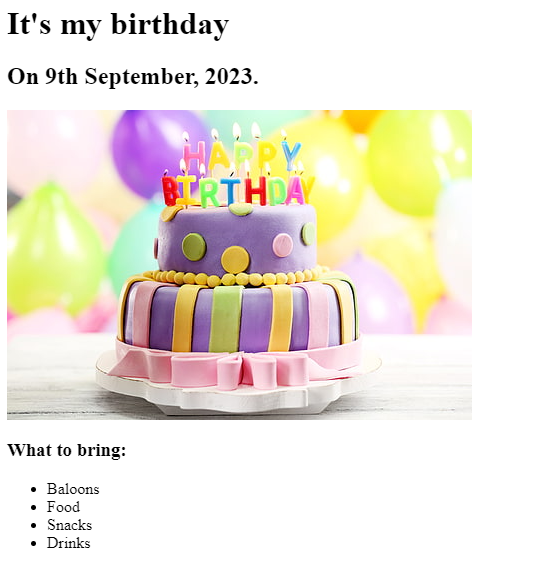 It's my birthday
On 9th September, 2023.
HAPPY
BIRTHDAY
What to bring:
Baloons
Food
Snacks
Drinks